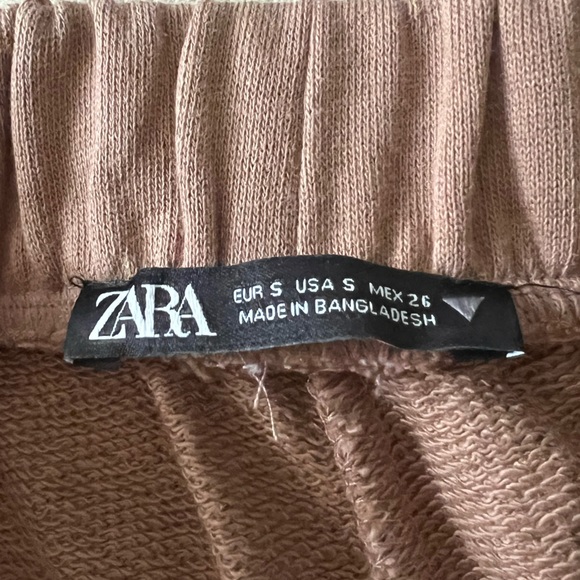 ZARA
EUR S USA S MEX 26
MADE IN BANGLADESH